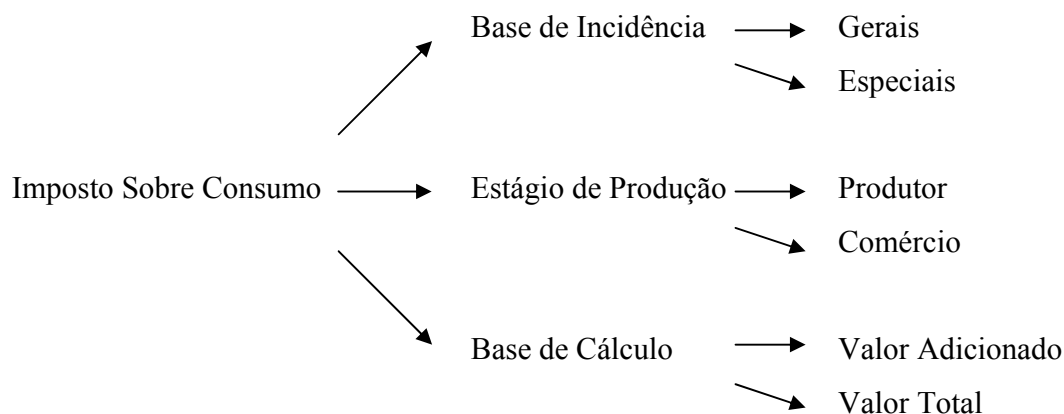 Base de Incidência Gerais
Especiais
Imposto Sobre Consumo Estágio de Produção Produtor
Comércio
Base de Cálculo Valor Adicionado
Valor Total